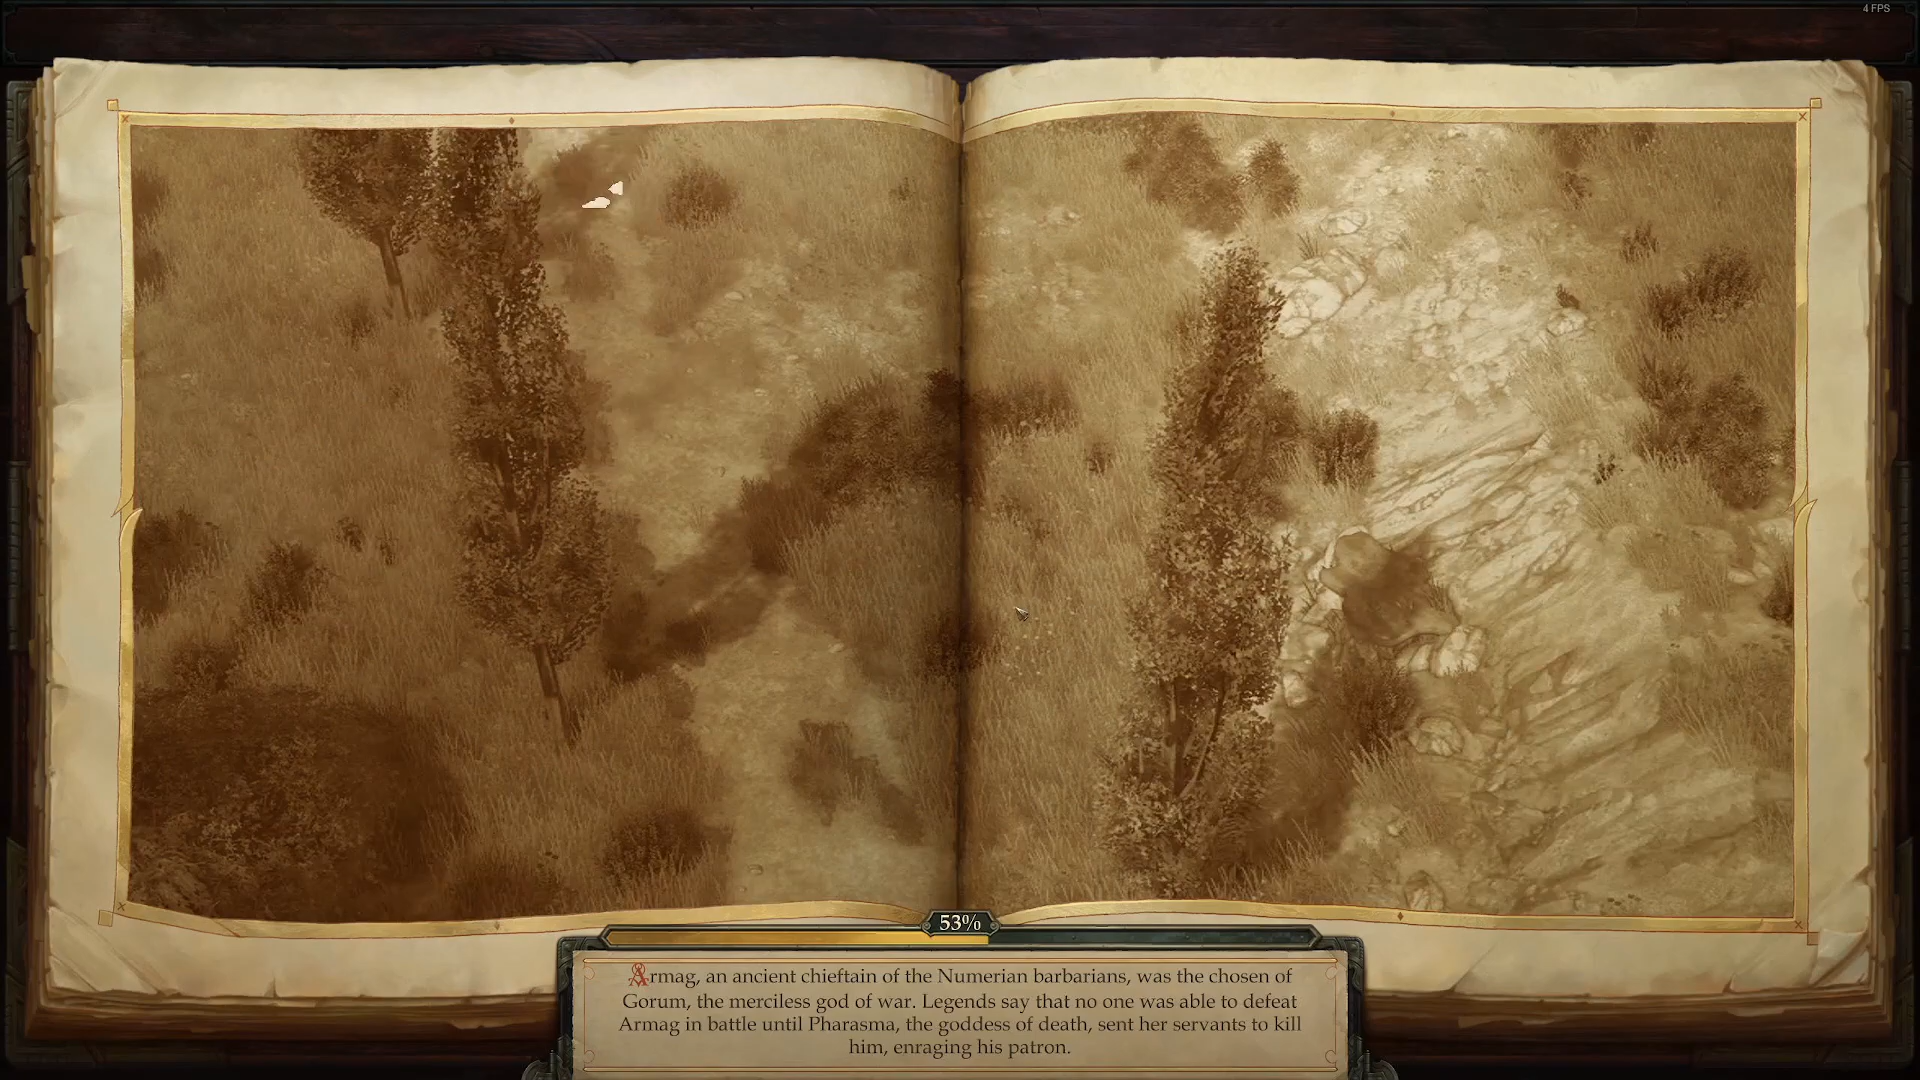 4 FPS
53%
Armag, an ancient chieftain of the Numerian barbarians, was the chosen of
Gorum, the merciless god of war. Legends say that no one was able to defeat
Armag in battle until Pharasma, the goddess of death, sent her servants to kill
him, enraging his patron.